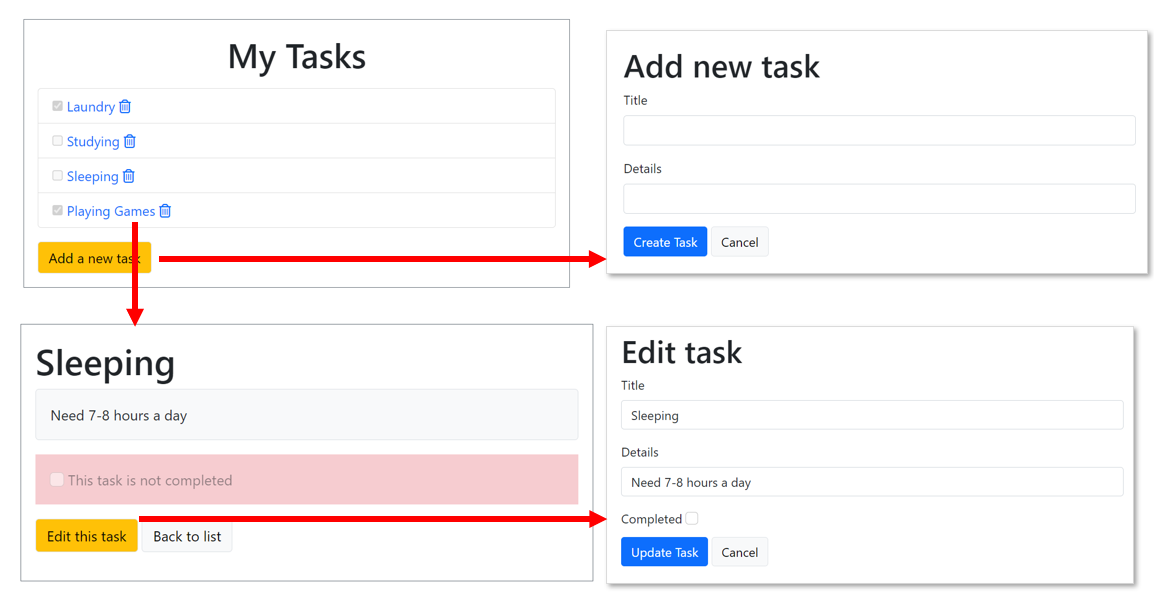 My Tasks
Laundry
Studying
Sleeping
Playing Games
Add a new task
Add new task
Title
Details
Create Task Cancel
Sleeping
Need 7-8 hours a day
This task is not completed
Edit this task Back to list
Edit task
Title
Sleeping
Details
Need 7-8 hours a day
Completed
Update Task Cancel